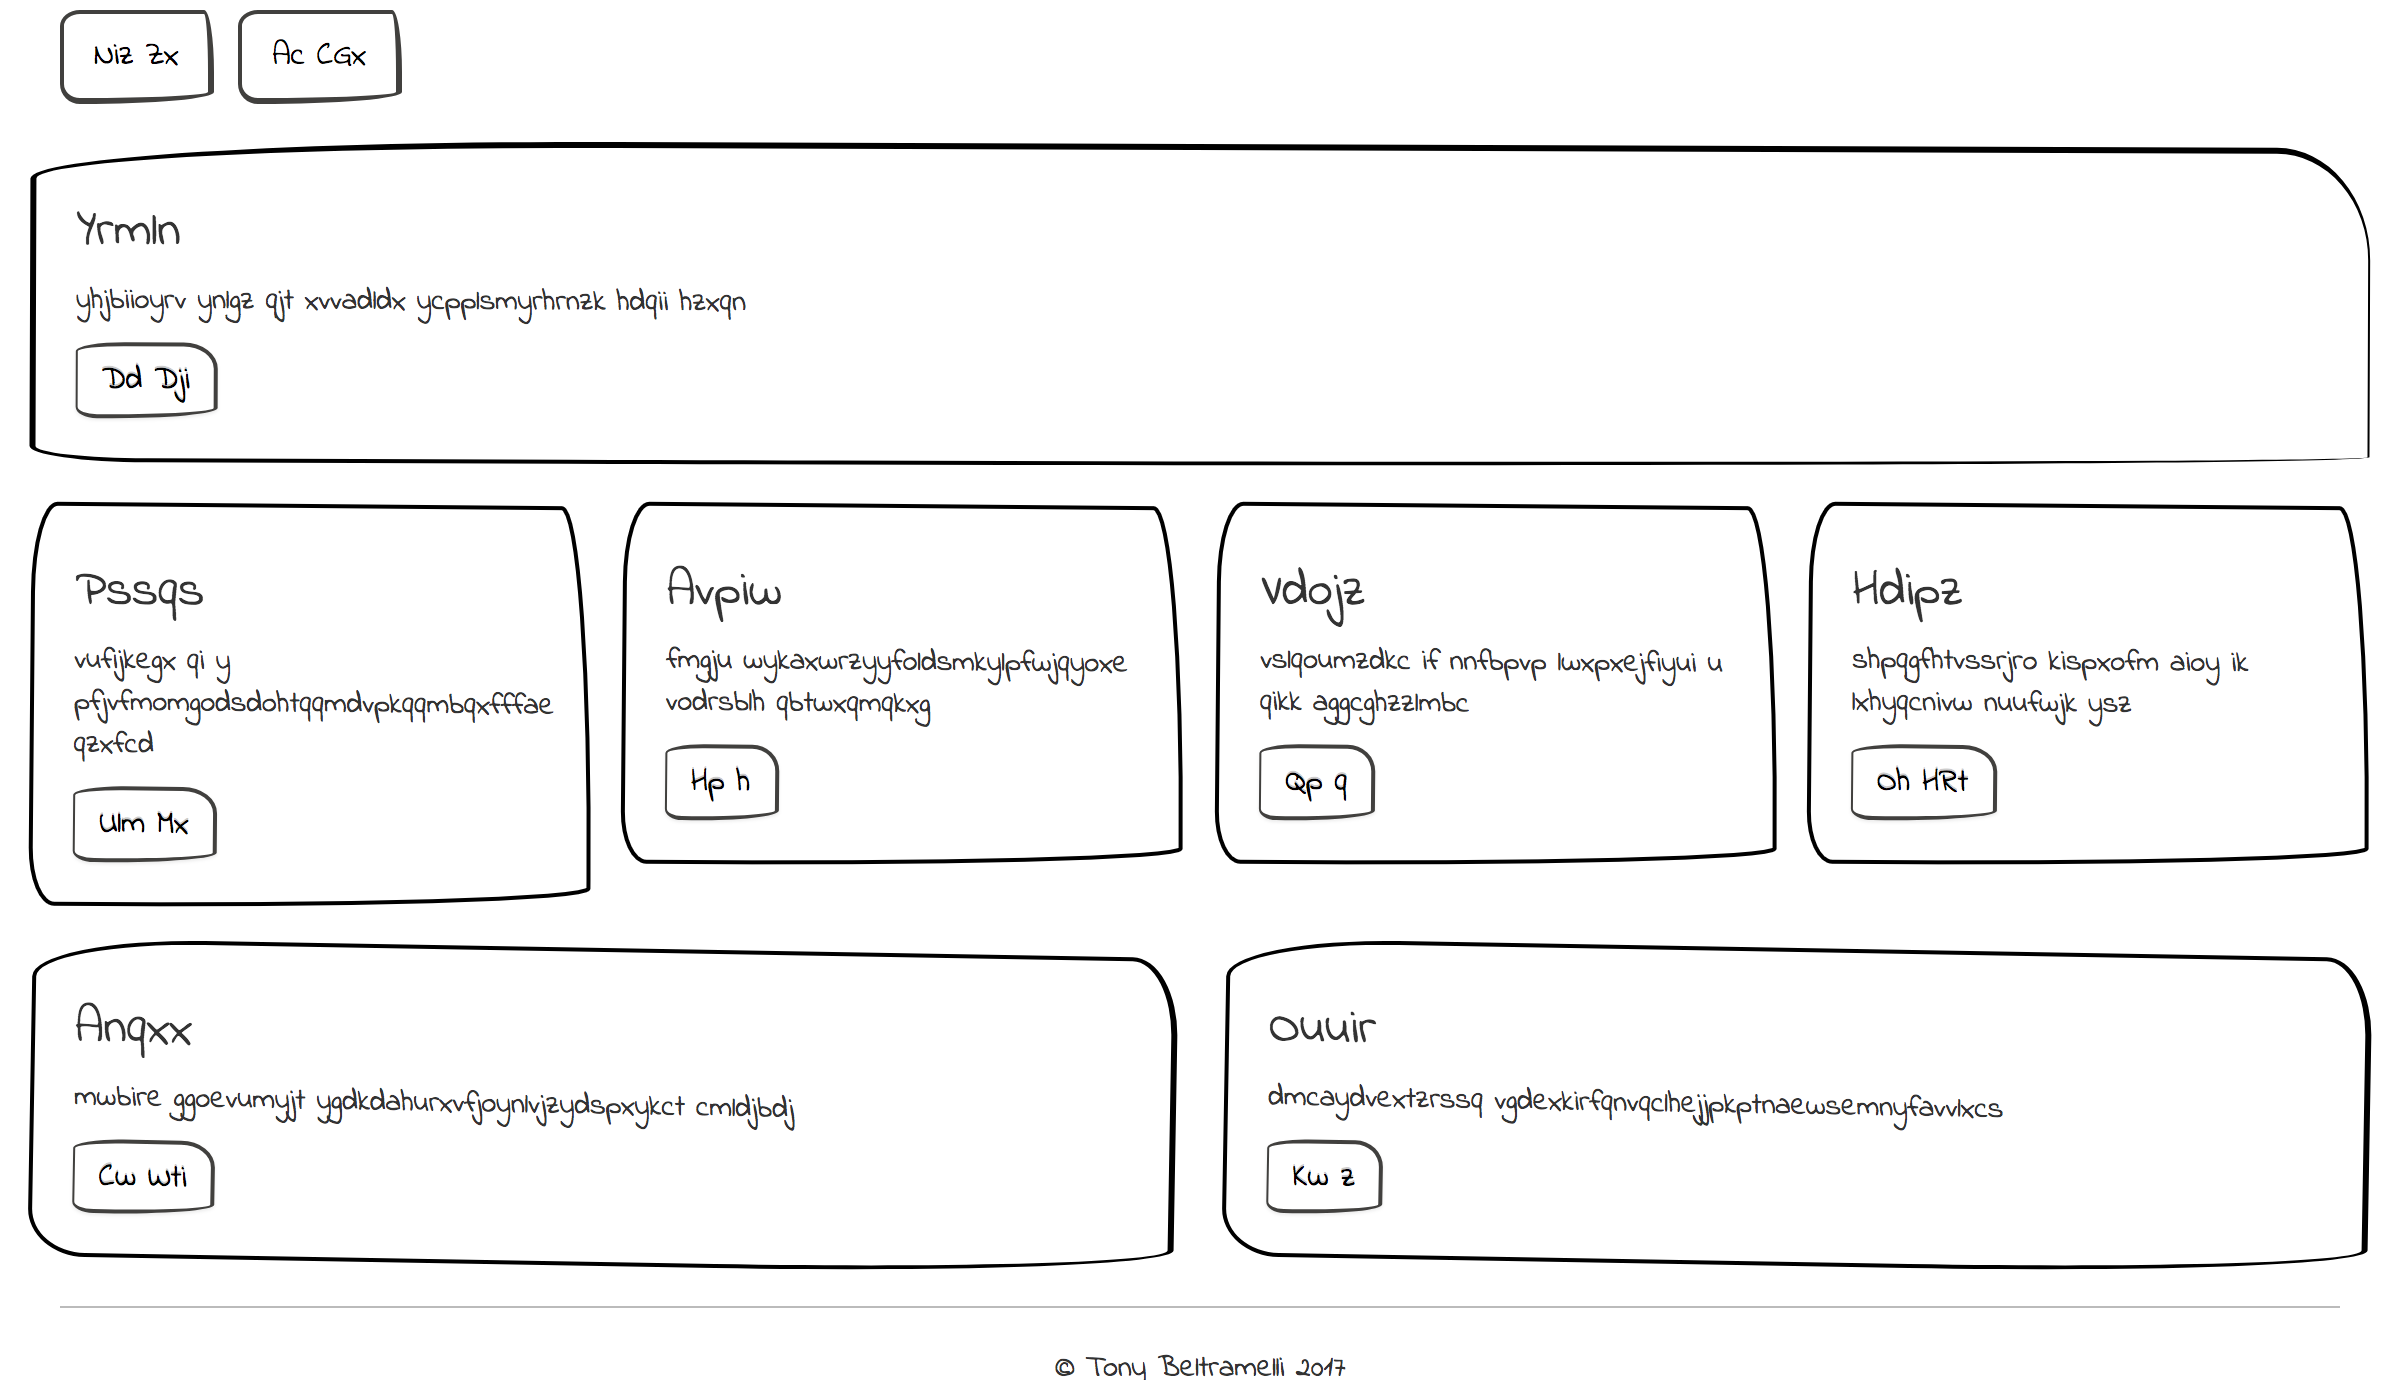 Niz Zx
Ac CGx
Yrmln
yhjbiioyrv ynlgz qjt xvvadldx ycpplsmyrhrnzk hdqii hzxqn
Dd Dji
Pssqs
vufijkegx qi y
pfjvfmomgodsdohtqqmdvpkqqmbqxfffae
qzxfcd
Ulm Mx
Avpiw
fmgju wykaxwrzyyfoldsmkylpfwjqyoxe
vodrsblh qbtwxqmqkxg
Hp h
Vdojz
vslqoumzdkc if nnfbpvp lwxpxejfiyui u
qikk aggcghzzlmbc
Qp q
Hdipz
shpqgfhtvssrjro kispxofm aioy ik
lxhyqcnivw nuufwjk ysz
Oh HRt
Anqxx
mwbire ggoevumyjt ygdkdahurxvfjoynlvjzydspxykct cmldjbdj
Cw Wti
Ouuir
dmcaydvextzrssq vgdexkirfqnvqclhejjpkptnaewsemnyfavvlxcs
Kw z
© Tony Beltramelli 2017